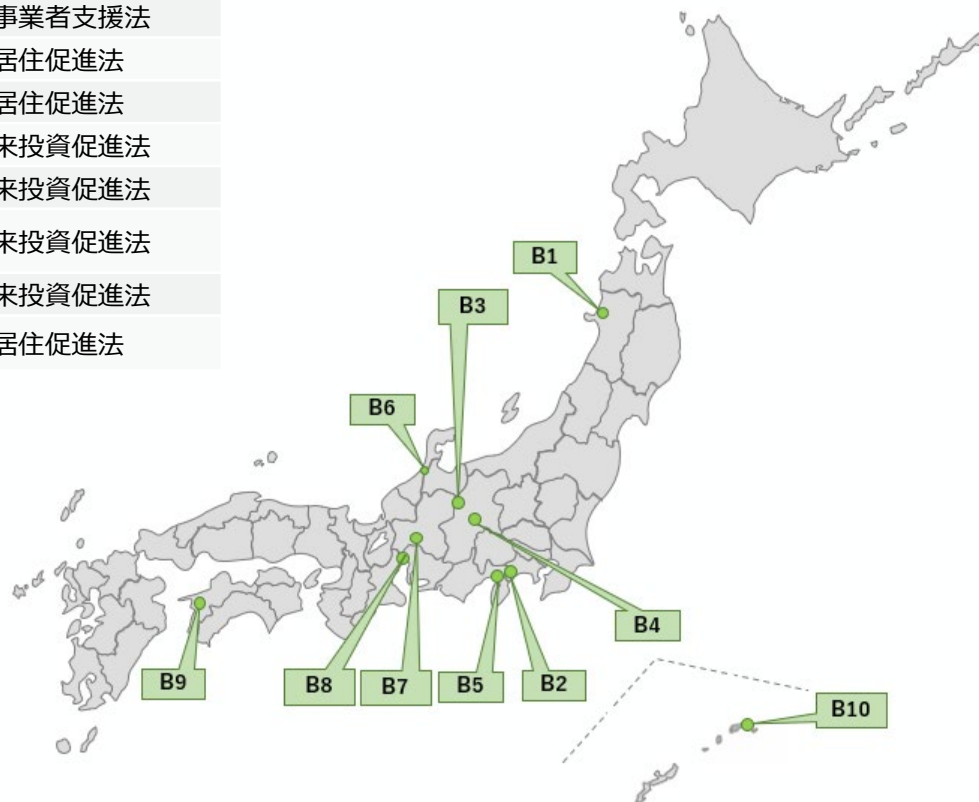 事業者支援法
居住促進法
居住促進法
来投資促進法
来投資促進法
来投資促進法
来投資促進法
居住促進法
B1
B3
B6
B4
B9
B8
B7
B5
B2
B10